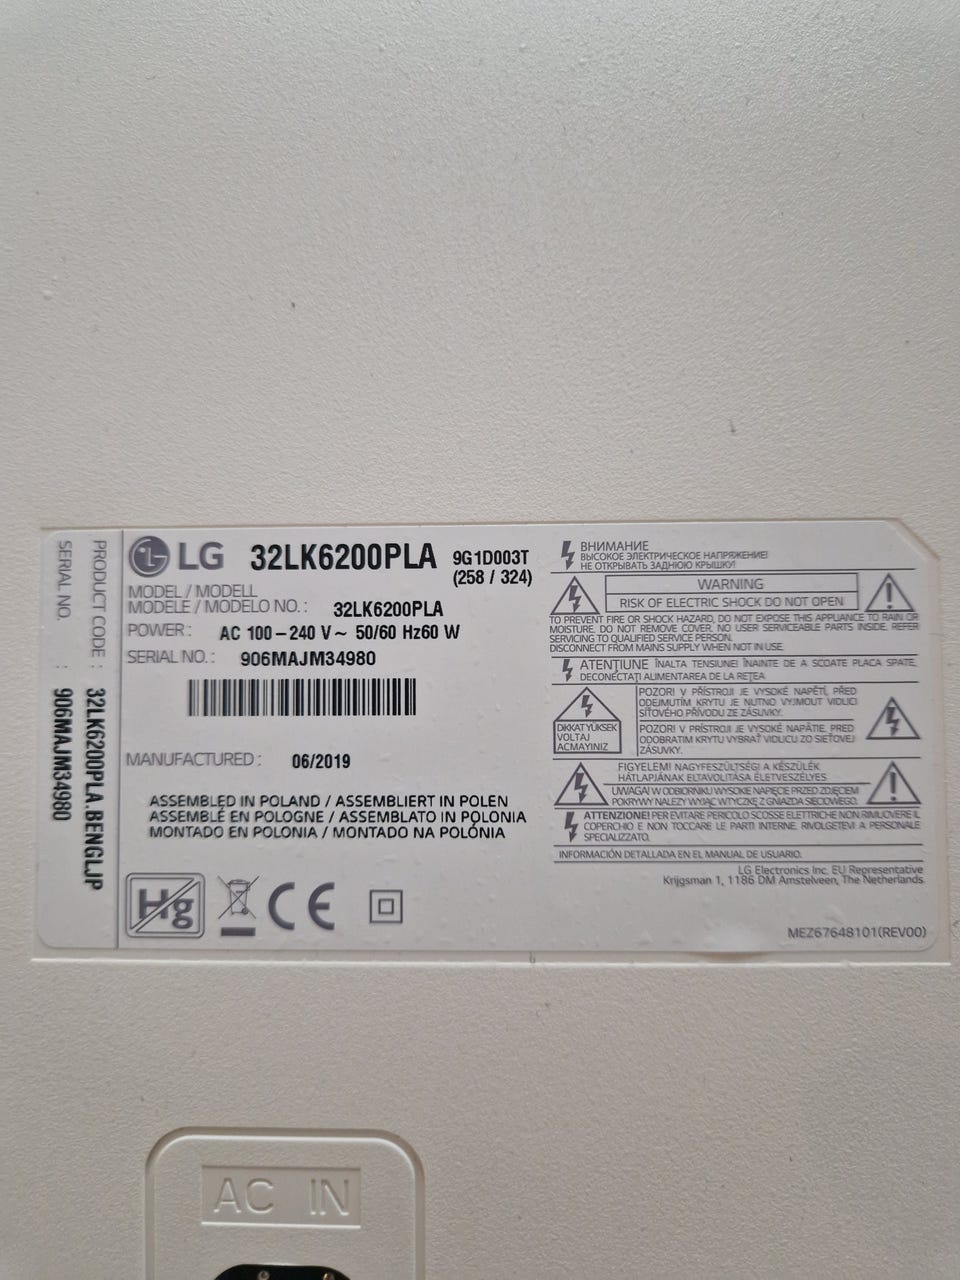 SERIAL NO. : 906MAJM34980
PRODUCT CODE : 32LK6200PLA.BENGLJP
LG 32LK6200PLA 9G1D003T
(258 / 324)
MODEL / MODELL
MODELE / MODELO NO. : 32LK6200PLA
POWER : AC 100-240 V~ 50/60 Hz60 W
SERIAL NO. : 906MAJM34980
MANUFACTURED : 06/2019
ASSEMBLED IN POLAND / ASSEMBLIERT IN POLEN
ASSEMBLÉ EN POLOGNE / ASSEMBLATO IN POLONIA
MONTADO EN POLONIA / MONTADO NA POLÓNIA
Hg
CE
ВНИМАНИЕ
ВЫСОКОЕ ЭЛЕКТРИЧЕСКОЕ НАПРЯЖЕНИЕ!
НЕ ОТКРЫВАТЬ ЗАДНЮЮ КРЫШКУ!
WARNING
RISK OF ELECTRIC SHOCK DO NOT OPEN
TO PREVENT FIRE OR SHOCK HAZARD, DO NOT EXPOSE THIS APPLIANCE TO RAIN OR
MOISTURE. DO NOT REMOVE COVER. NO USER SERVICEABLE PARTS INSIDE. REFER
SERVICING TO QUALIFIED SERVICE PERSON.
DISCONNECT FROM MAINS SUPPLY WHEN NOT IN USE.
ATENŢIUNE ÎNALTA TENSIUNE! ÎNAINTE DE A SCOATE PLACA SPATE,
DECONECTAŢI ALIMENTAREA DE LA REŢEA
DİKKAT YÜKSEK
VOLTAJ
AÇMAYINIZ
POZOR! V PŘÍSTROJI JE VYSOKÉ NAPĚTÍ, PŘED
ODEJMUTÍM KRYTU JE NUTNO VYJMOUT VIDLICI
SÍŤOVÉHO PŘÍVODU ZE ZÁSUVKY.
POZOR! V PRÍSTROJI JE VYSOKÉ NAPÄTIE, PRED
ODOBRATIM KRYTU VYBRAŤ VIDLICU ZO SIEŤOVEJ
ZÁSUVKY.
FIGYELEM! NAGYFESZÜLTSÉG! A KÉSZÜLÉK
HÁTLAPJÁNAK ELTÁVOLÍTÁSA ÉLETVESZÉLYES.
UWAGA! W ODBIORNIKU WYSOKIE NAPIĘCIE PRZED ZDJĘCIEM
POKRYWY NALEŻY WYJĄĆ WTYCZKĘ Z GNIAZDA SIECIOWEGO.
ATTENZIONE! PER EVITARE PERICOLO SCOSSE ELETTRICHE NON RIMUOVERE IL
COPERCHIO E NON TOCCARE LE PARTI INTERNE. RIVOLGETEVI A PERSONALE
SPECIALIZZATO.
INFORMACIÓN DETALLADA EN EL MANUAL DE USUARIO.
LG Electronics Inc. EU Representative
Krijgsman 1, 1186 DM Amstelveen, The Netherlands
MEZ67648101(REV00)
AC IN